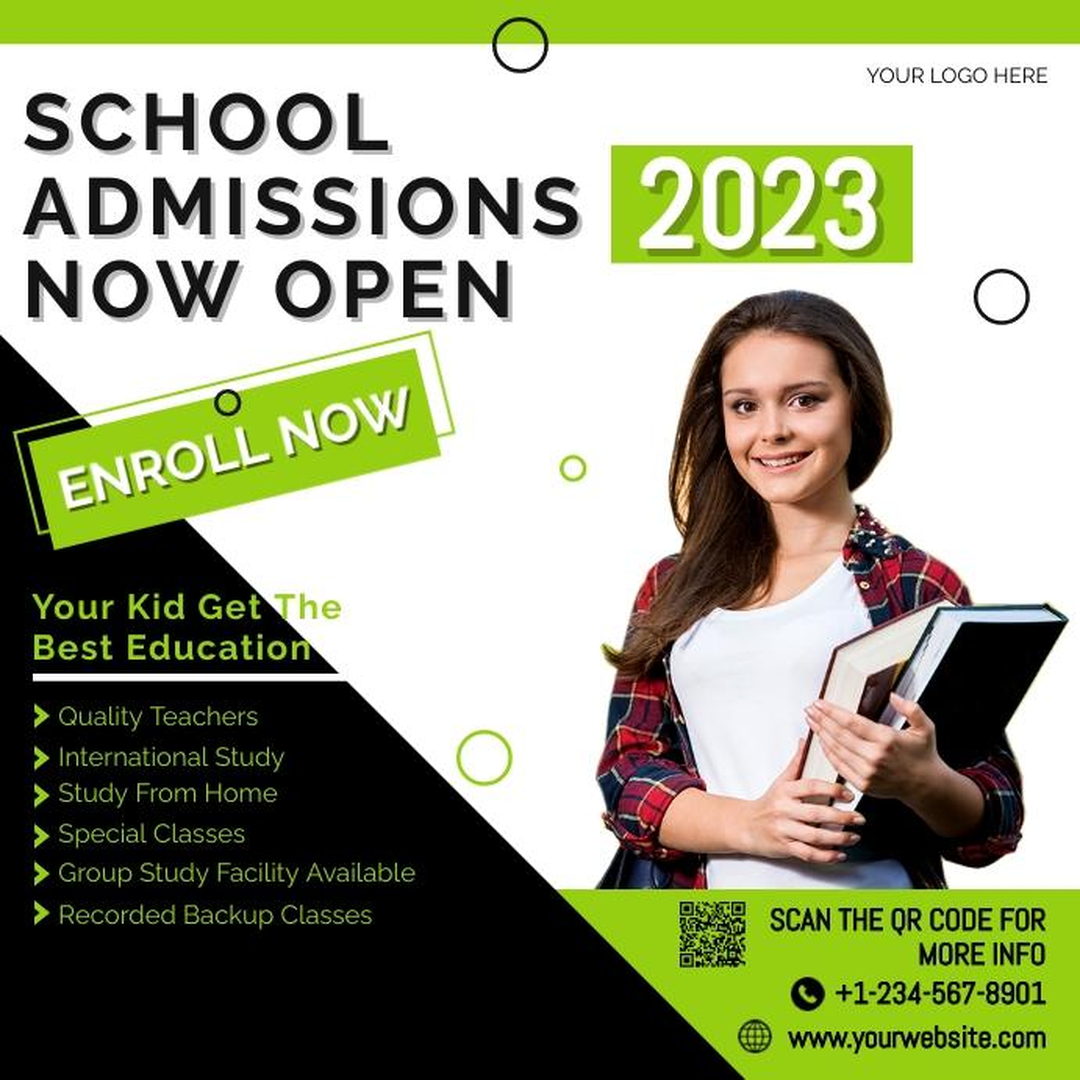 YOUR LOGO HERE
SCHOOL
ADMISSIONS
NOW OPEN
2023
ENROLL NOW
Your Kid Get The
Best Education
Quality Teachers
International Study
Study From Home
Special Classes
Group Study Facility Available
Recorded Backup Classes
SCAN THE QR CODE FOR
MORE INFO
+1-234-567-8901
www.yourwebsite.com